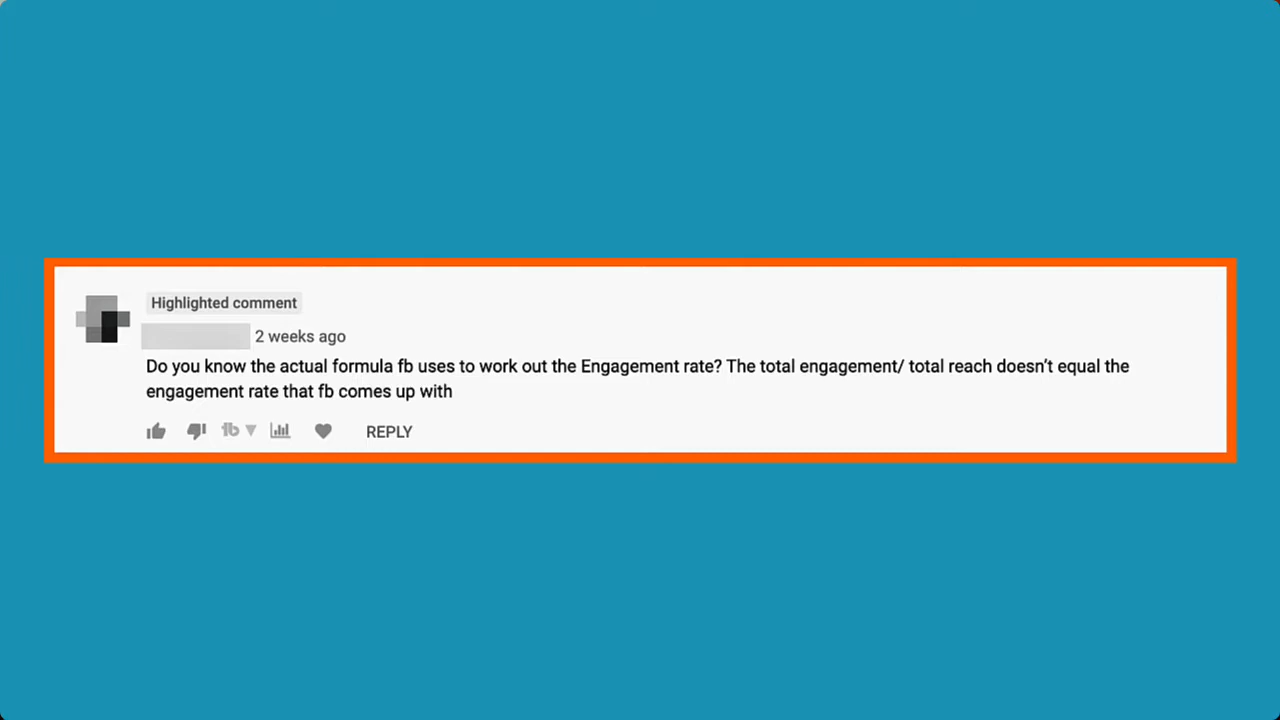 Highlighted comment
2 weeks ago
Do you know the actual formula fb uses to work out the Engagement rate? The total engagement/ total reach doesn't equal the
engagement rate that fb comes up with
REPLY